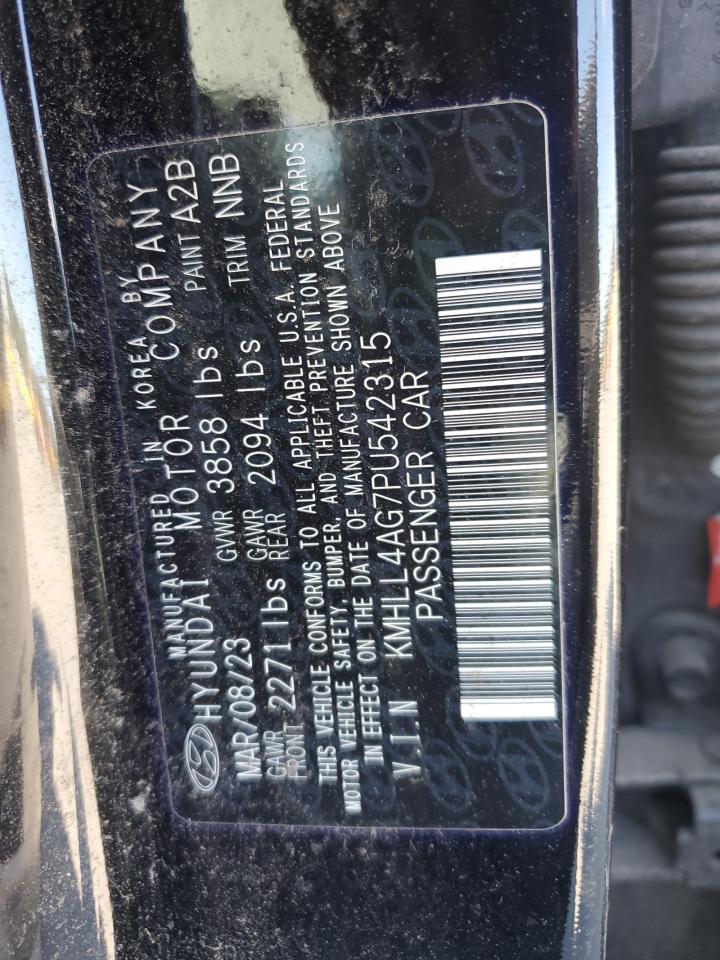 MANUFACTURED IN KOREA BY
HYUNDAI MOTOR COMPANY
MAR/08/23 GVWR 3858 lbs PAINT A2B
GAWR FRONT 2271 lbs GAWR REAR 2094 lbs TRIM NNB
THIS VEHICLE CONFORMS TO ALL APPLICABLE U.S.A. FEDERAL
MOTOR VEHICLE SAFETY, BUMPER, AND THEFT PREVENTION STANDARDS
IN EFFECT ON THE DATE OF MANUFACTURE SHOWN ABOVE
V.I.N KMHLL4AG7PU542315
PASSENGER CAR